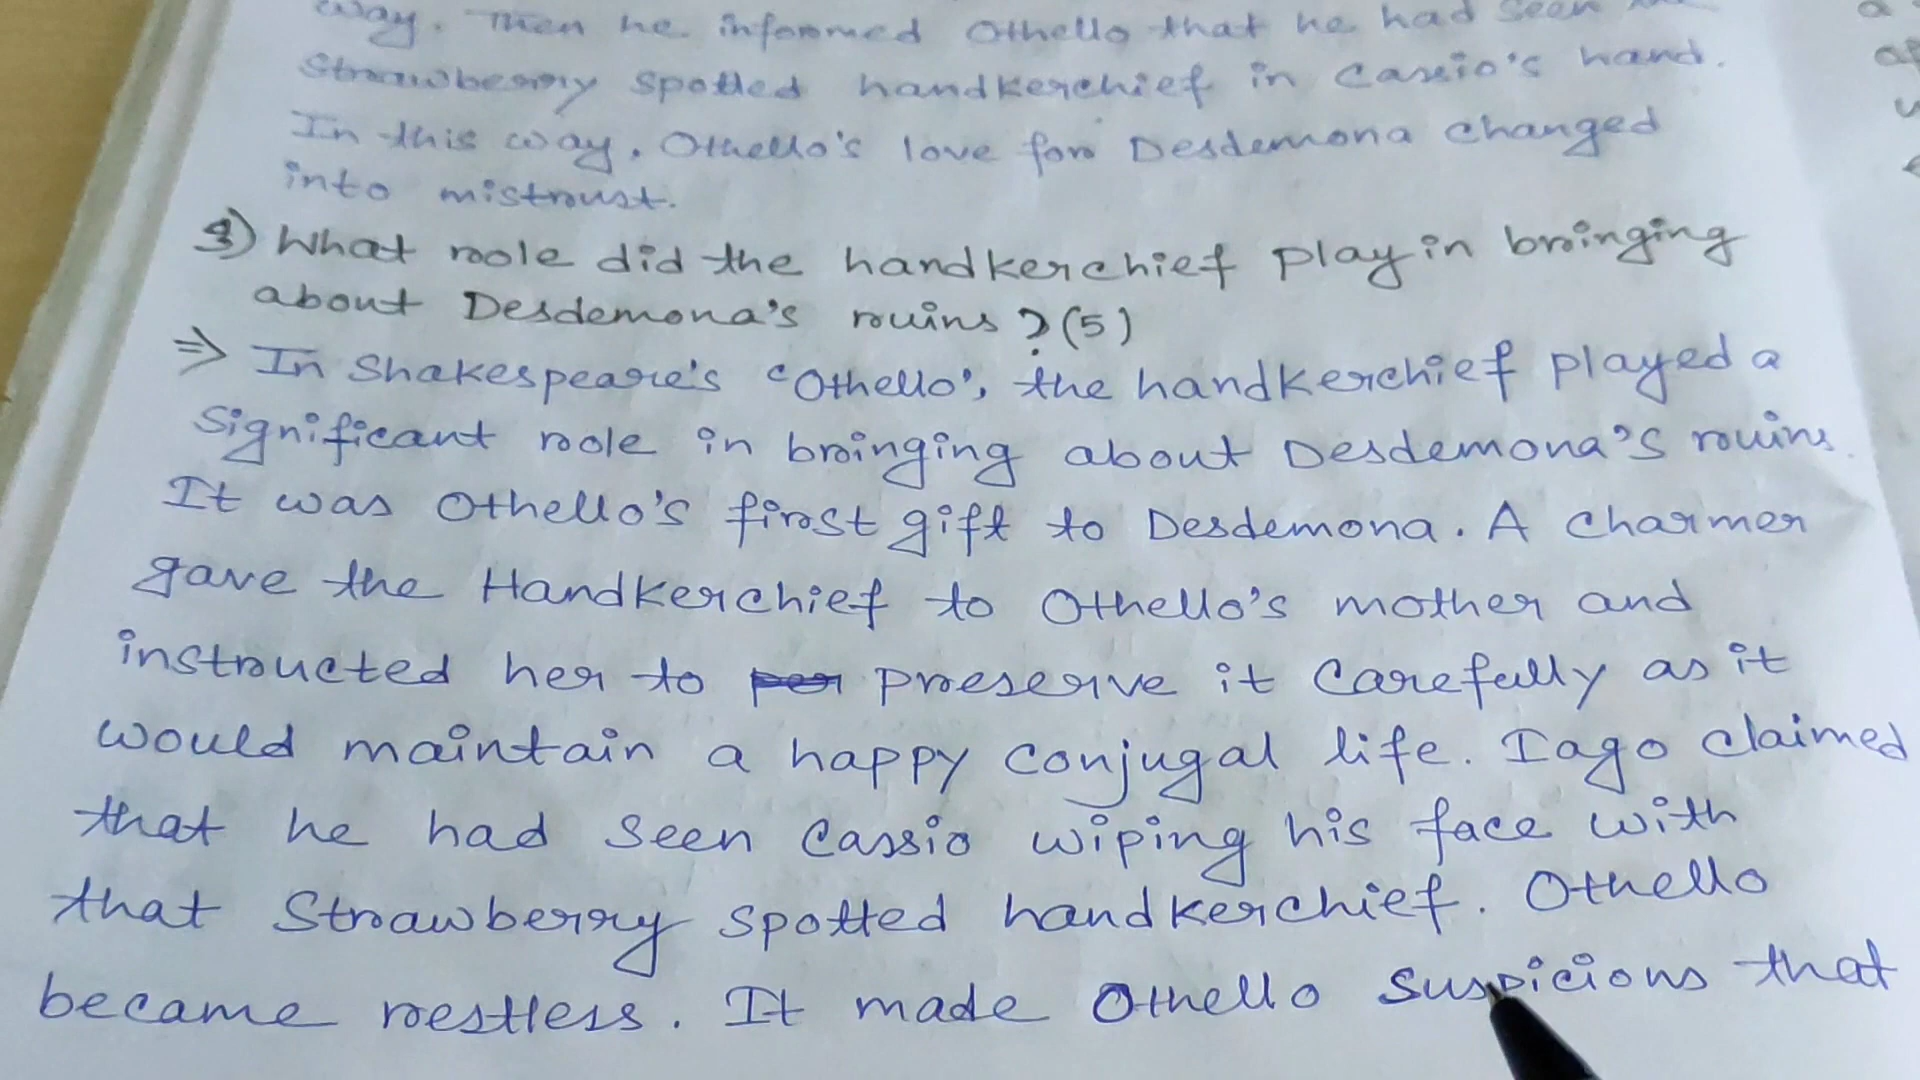 way. Then he informed Othello that he had seen
Strawberry spotted handkerchief in Cassio's hand.
In this way, Othello's love for Desdemona changed
into mistrust.
3) What role did the handkerchief play in bringing
about Desdemona's ruins? (5)
⇒ In Shakespeare's 'Othello', the handkerchief played a
significant role in bringing about Desdemona's ruins.
It was Othello's first gift to Desdemona. A charmer
gave the Handkerchief to Othello's mother and
instructed her to per preserve it carefully as it
would maintain a happy conjugal life. Iago claimed
that he had seen Cassio wiping his face with
that Strawberry spotted handkerchief. Othello
became restless. It made Othello suspicious that